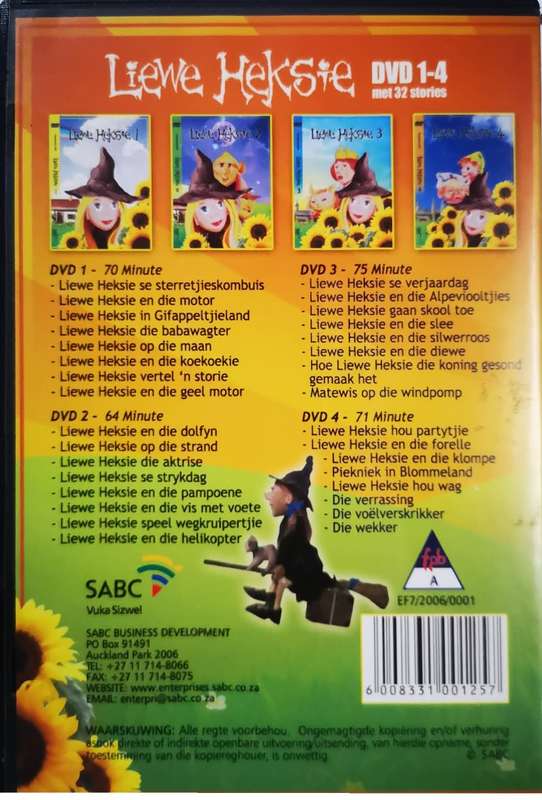 Liewe Heksie DVD 1-4
met 32 stories
Liewe Heksie 1
Liewe Heksie 2
Liewe Heksie 3
Liewe Heksie 4
DVD 1 - 70 Minute
- Liewe Heksie se sterretjieskombuis
- Liewe Heksie en die motor
- Liewe Heksie in Gifappeltjieland
- Liewe Heksie die babawagter
- Liewe Heksie op die maan
- Liewe Heksie en die koekoekie
- Liewe Heksie vertel 'n storie
- Liewe Heksie en die geel motor
DVD 2 - 64 Minute
- Liewe Heksie en die dolfyn
- Liewe Heksie op die strand
- Liewe Heksie die aktrise
- Liewe Heksie se strykdag
- Liewe Heksie en die pampoene
- Liewe Heksie en die vis met voete
- Liewe Heksie speel wegkruipertjie
- Liewe Heksie en die helikopter
DVD 3 - 75 Minute
- Liewe Heksie se verjaardag
- Liewe Heksie en die Alpeviooltjies
- Liewe Heksie gaan skool toe
- Liewe Heksie en die slee
- Liewe Heksie en die silwerroos
- Liewe Heksie en die diewe
- Hoe Liewe Heksie die koning gesond
gemaak het
- Matewis op die windpomp
DVD 4 - 71 Minute
- Liewe Heksie hou partytjie
- Liewe Heksie en die forelle
- Liewe Heksie en die klompe
- Piekniek in Blommeland
- Liewe Heksie hou wag
- Die verrassing
- Die voëlverskrikker
- Die wekker
fpb
A
EF7/2006/0001
SABC
Vuka Sizwe!
SABC BUSINESS DEVELOPMENT
PO Box 91491
Auckland Park 2006
TEL: +27 11 714-8066
FAX: +27 11 714-8075
WEBSITE: www.enterprises.sabc.co.za
EMAIL: enterpri@sabc.co.za
6 008331 001257
WAARSKUWING: Alle regte voorbehou. Ongemagtigde kopiëring en/of verhuring
asook direkte of indirekte openbare uitvoering/uitsending, van hierdie opname, sonder
toestemming van die kopiereghouer, is onwettig. © SABC